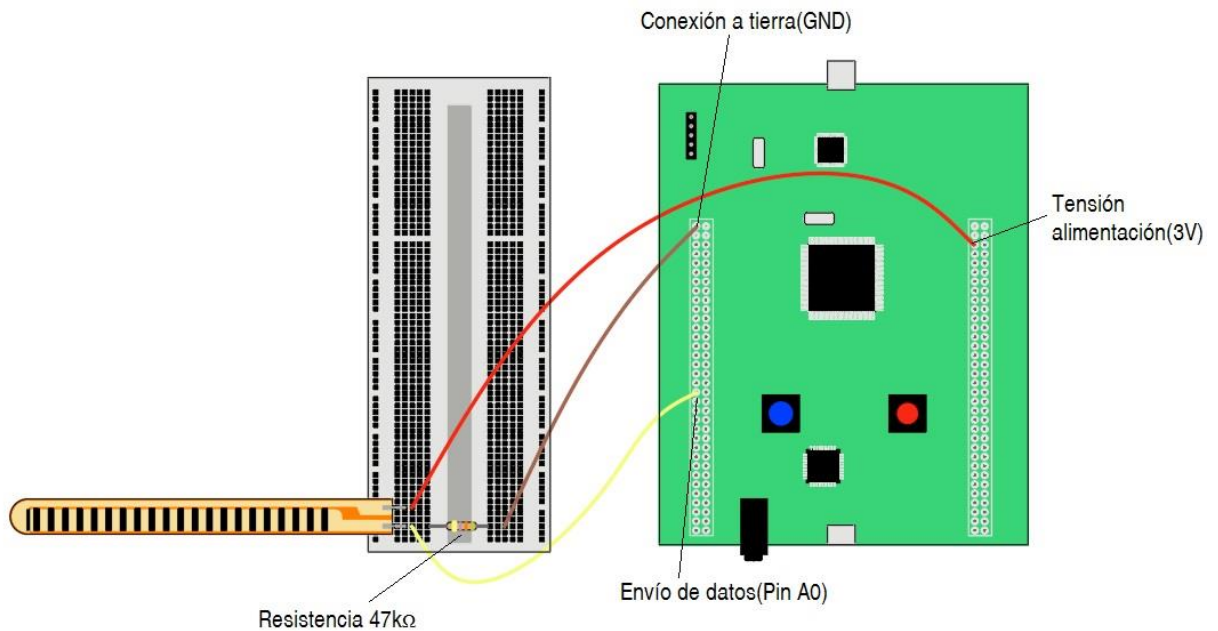 Conexión a tierra(GND)
Tensión
alimentación(3V)
Envío de datos(Pin A0)
Resistencia 47kΩ